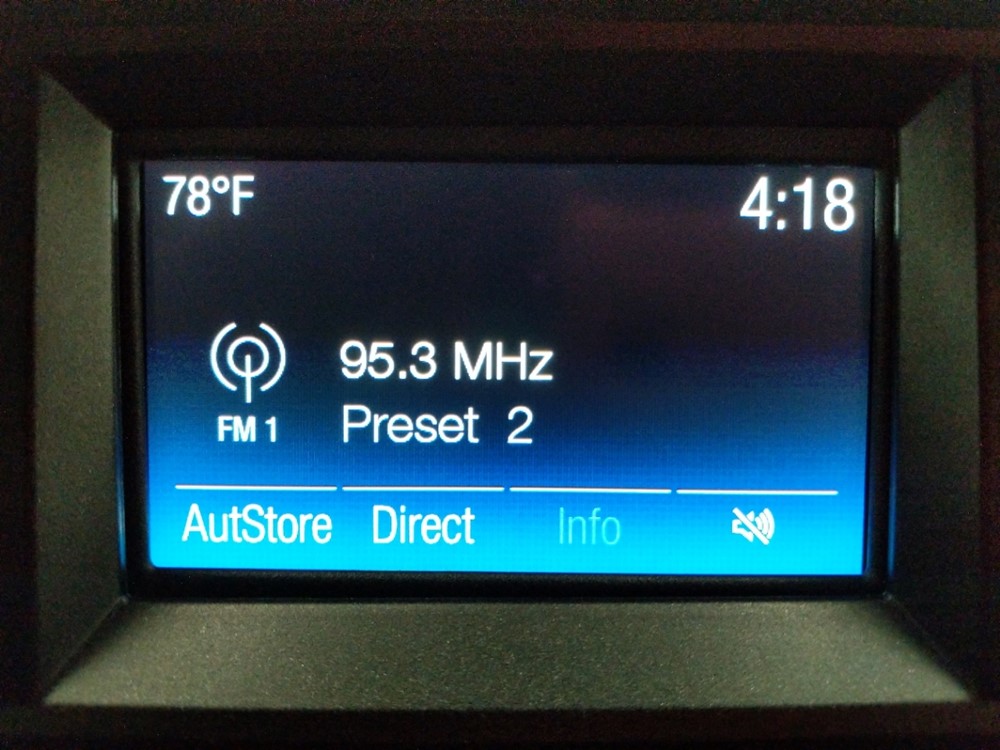 78°F
4:18
95.3 MHz
FM 1
Preset 2
AutStore Direct Info